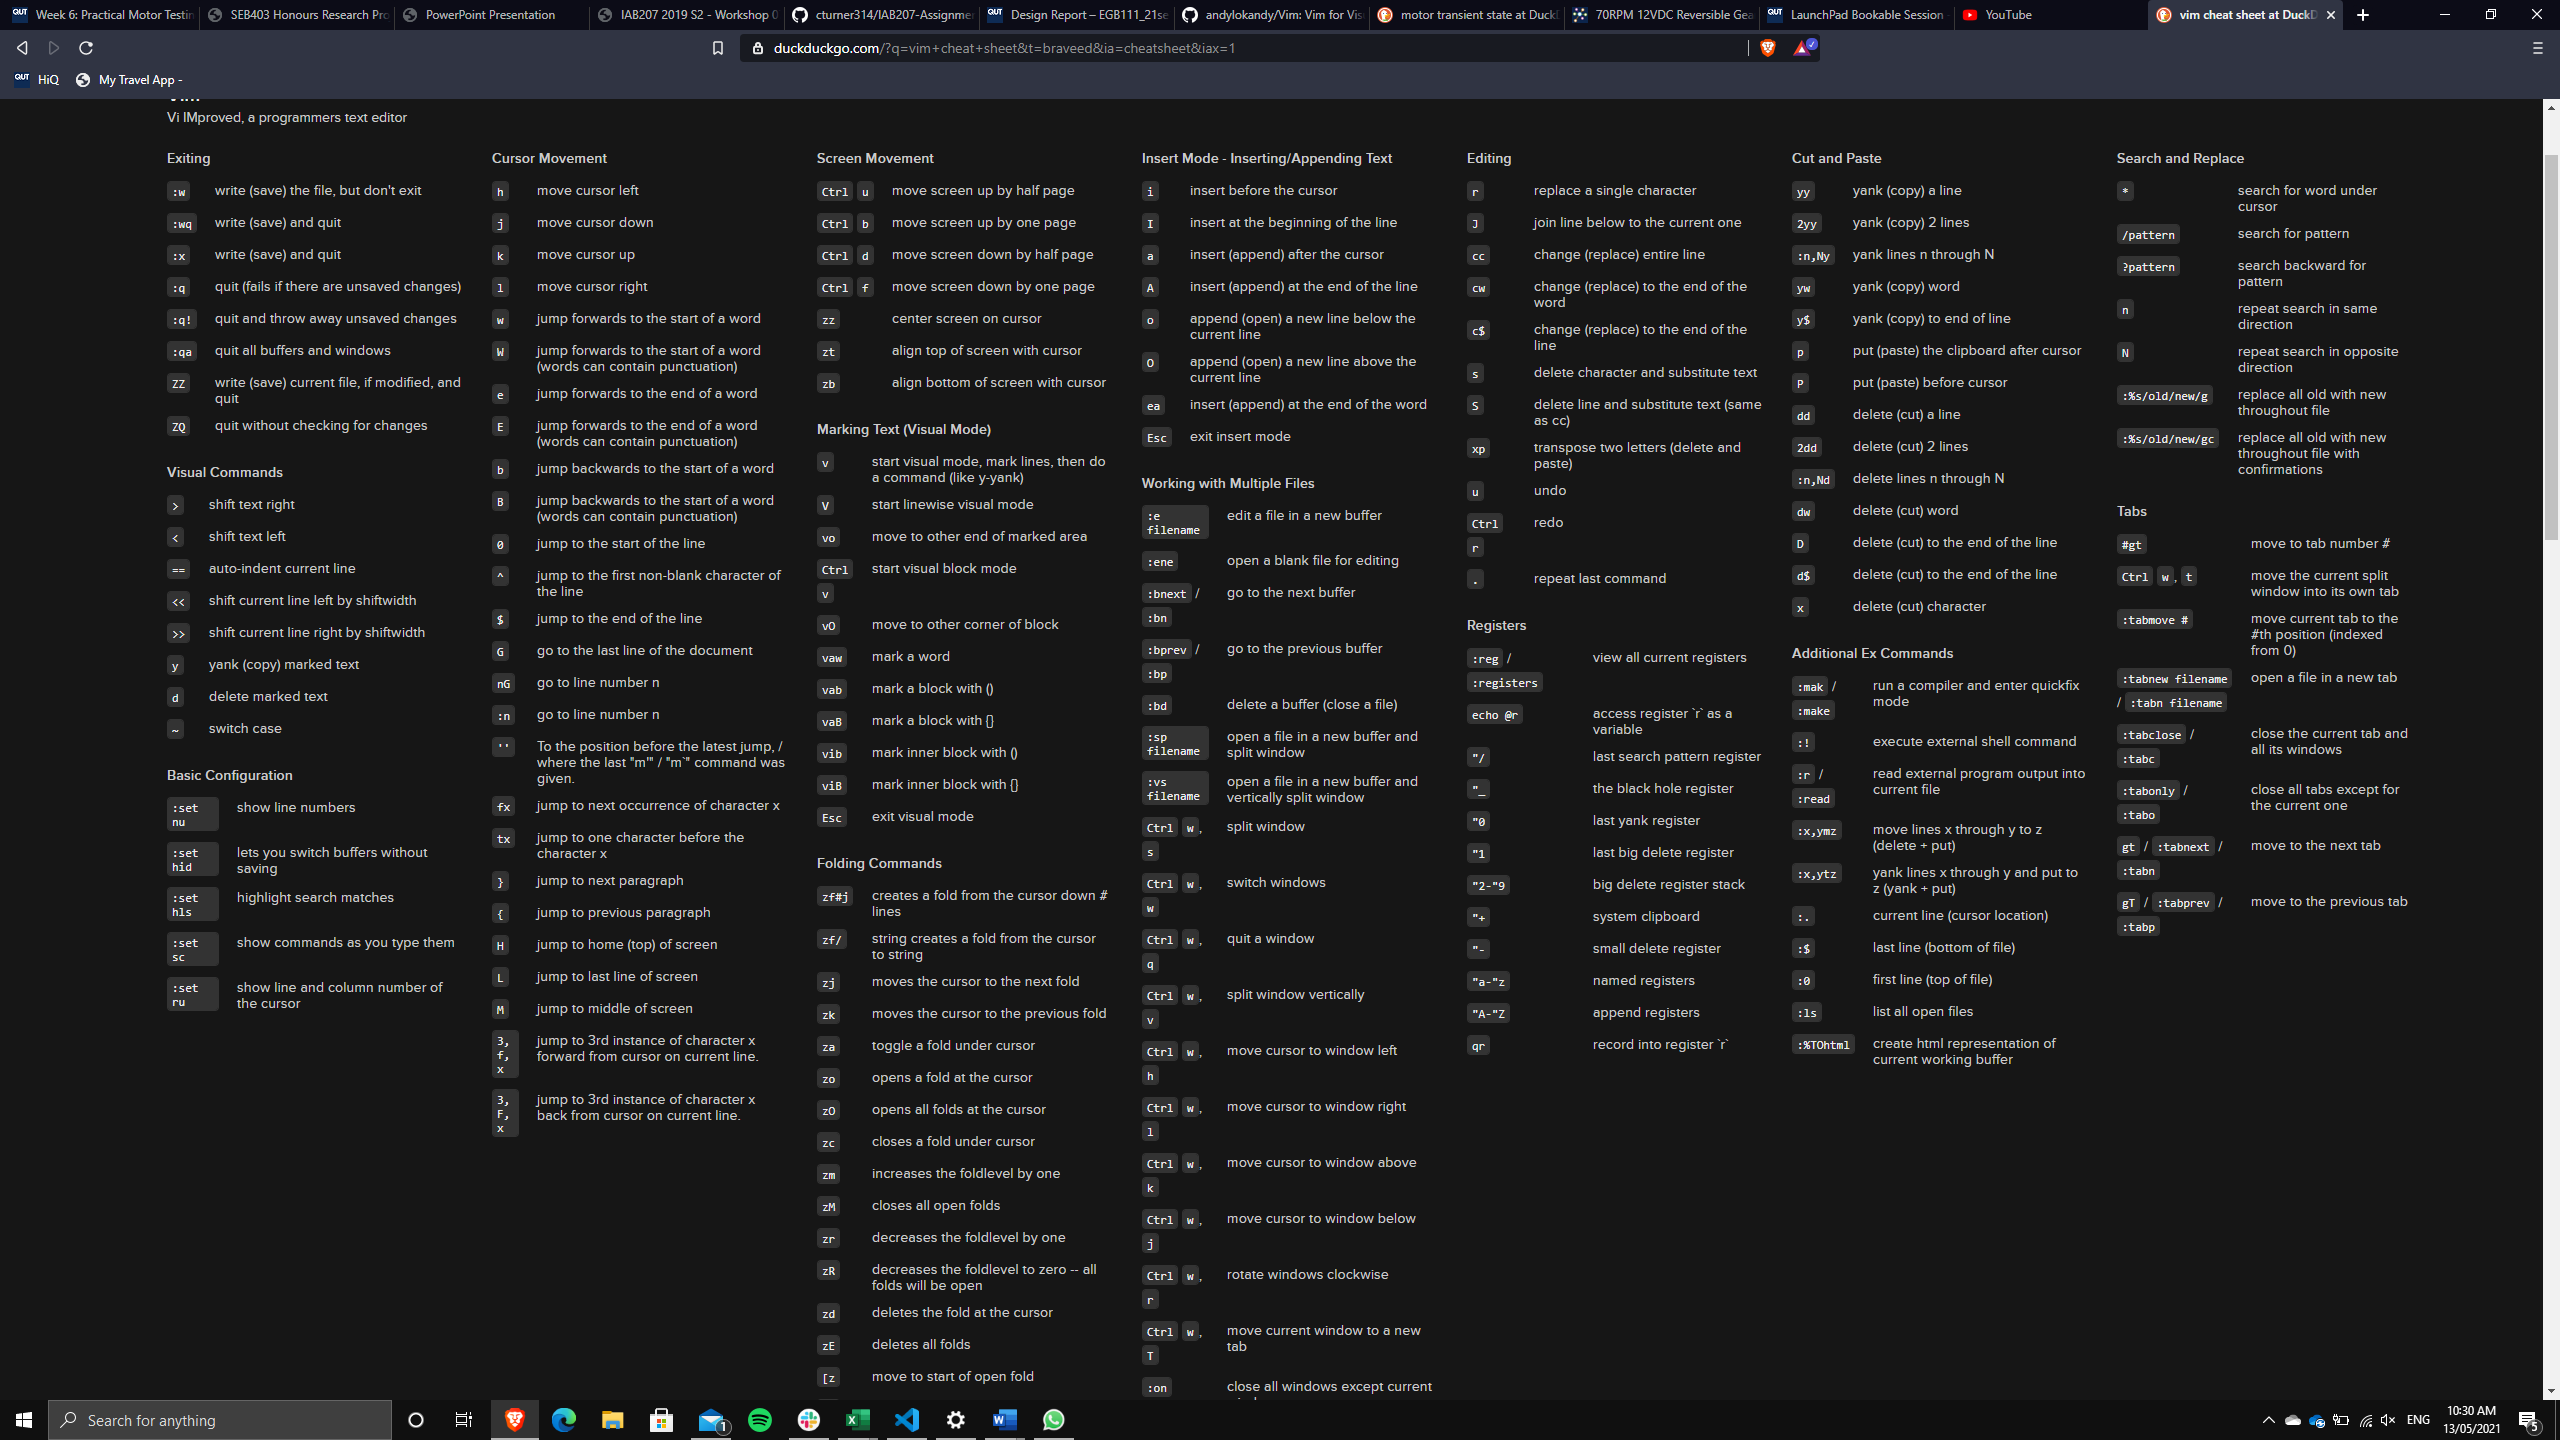 Week 6: Practical Motor Testin
SEB403 Honours Research Pro
PowerPoint Presentation
IAB207 2019 S2 - Workshop 0
cturner314/IAB207-Assignmer
Design Report – EGB111_21se
andylokandy/Vim: Vim for Vis
motor transient state at DuckD
70RPM 12VDC Reversible Gea
LaunchPad Bookable Session
YouTube
vim cheat sheet at DuckD
duckduckgo.com/?q=vim+cheat+sheet&t=braveed&ia=cheatsheet&iax=1
QUT HiQ
My Travel App -
Vi IMproved, a programmers text editor
Exiting
:w write (save) the file, but don't exit
:wq write (save) and quit
:x write (save) and quit
:q quit (fails if there are unsaved changes)
:q! quit and throw away unsaved changes
:qa quit all buffers and windows
ZZ write (save) current file, if modified, and
quit
ZQ quit without checking for changes
Visual Commands
> shift text right
< shift text left
== auto-indent current line
<< shift current line left by shiftwidth
>> shift current line right by shiftwidth
y yank (copy) marked text
d delete marked text
~ switch case
Basic Configuration
:set nu show line numbers
:set hid lets you switch buffers without
saving
:set hls highlight search matches
:set sc show commands as you type them
:set ru show line and column number of
the cursor
Cursor Movement
h move cursor left
j move cursor down
k move cursor up
l move cursor right
w jump forwards to the start of a word
W jump forwards to the start of a word
(words can contain punctuation)
e jump forwards to the end of a word
E jump forwards to the end of a word
(words can contain punctuation)
b jump backwards to the start of a word
B jump backwards to the start of a word
(words can contain punctuation)
0 jump to the start of the line
^ jump to the first non-blank character of
the line
$ jump to the end of the line
G go to the last line of the document
nG go to line number n
:n go to line number n
'' To the position before the latest jump, /
where the last "m'" / "m`" command was
given.
fx jump to next occurrence of character x
tx jump to one character before the
character x
} jump to next paragraph
{ jump to previous paragraph
H jump to home (top) of screen
L jump to last line of screen
M jump to middle of screen
3, f, x jump to 3rd instance of character x
forward from cursor on current line.
3, F, x jump to 3rd instance of character x
back from cursor on current line.
Screen Movement
Ctrl u move screen up by half page
Ctrl b move screen up by one page
Ctrl d move screen down by half page
Ctrl f move screen down by one page
zz center screen on cursor
zt align top of screen with cursor
zb align bottom of screen with cursor
Marking Text (Visual Mode)
v start visual mode, mark lines, then do
a command (like y-yank)
V start linewise visual mode
vo move to other end of marked area
Ctrl v start visual block mode
vO move to other corner of block
vaw mark a word
vab mark a block with ()
vaB mark a block with {}
vib mark inner block with ()
viB mark inner block with {}
Esc exit visual mode
Folding Commands
zf#j creates a fold from the cursor down #
lines
zf/ string creates a fold from the cursor
to string
zj moves the cursor to the next fold
zk moves the cursor to the previous fold
za toggle a fold under cursor
zo opens a fold at the cursor
zO opens all folds at the cursor
zc closes a fold under cursor
zm increases the foldlevel by one
zM closes all open folds
zr decreases the foldlevel by one
zR decreases the foldlevel to zero -- all
folds will be open
zd deletes the fold at the cursor
zE deletes all folds
[z move to start of open fold
Insert Mode - Inserting/Appending Text
i insert before the cursor
I insert at the beginning of the line
a insert (append) after the cursor
A insert (append) at the end of the line
o append (open) a new line below the
current line
O append (open) a new line above the
current line
ea insert (append) at the end of the word
Esc exit insert mode
Working with Multiple Files
:e filename edit a file in a new buffer
:ene open a blank file for editing
:bnext / :bn go to the next buffer
:bprev / :bp go to the previous buffer
:bd delete a buffer (close a file)
:sp filename open a file in a new buffer and
split window
:vs filename open a file in a new buffer and
vertically split window
Ctrl w, s split window
Ctrl w, w switch windows
Ctrl w, q quit a window
Ctrl w, v split window vertically
Ctrl w, h move cursor to window left
Ctrl w, l move cursor to window right
Ctrl w, k move cursor to window above
Ctrl w, j move cursor to window below
Ctrl w, r rotate windows clockwise
Ctrl w, T move current window to a new
tab
:on close all windows except current
Editing
r replace a single character
J join line below to the current one
cc change (replace) entire line
cw change (replace) to the end of the
word
c$ change (replace) to the end of the
line
s delete character and substitute text
S delete line and substitute text (same
as cc)
xp transpose two letters (delete and
paste)
u undo
Ctrl r redo
. repeat last command
Registers
:reg / :registers view all current registers
echo @r access register `r` as a
variable
"/ last search pattern register
"_ the black hole register
"0 last yank register
"1 last big delete register
"2-"9 big delete register stack
"+ system clipboard
"- small delete register
"a-"z named registers
"A-"Z append registers
qr record into register `r`
Cut and Paste
yy yank (copy) a line
2yy yank (copy) 2 lines
:n,Ny yank lines n through N
yw yank (copy) word
y$ yank (copy) to end of line
p put (paste) the clipboard after cursor
P put (paste) before cursor
dd delete (cut) a line
2dd delete (cut) 2 lines
:n,Nd delete lines n through N
dw delete (cut) word
D delete (cut) to the end of the line
d$ delete (cut) to the end of the line
x delete (cut) character
Additional Ex Commands
:mak / :make run a compiler and enter quickfix
mode
:! execute external shell command
:r / :read read external program output into
current file
:x,ymz move lines x through y to z
(delete + put)
:x,ytz yank lines x through y and put to
z (yank + put)
:. current line (cursor location)
:$ last line (bottom of file)
:0 first line (top of file)
:ls list all open files
:%TOhtml create html representation of
current working buffer
Search and Replace
* search for word under
cursor
/pattern search for pattern
?pattern search backward for
pattern
n repeat search in same
direction
N repeat search in opposite
direction
:%s/old/new/g replace all old with new
throughout file
:%s/old/new/gc replace all old with new
throughout file with
confirmations
Tabs
#gt move to tab number #
Ctrl w, t move the current split
window into its own tab
:tabmove # move current tab to the
#th position (indexed
from 0)
:tabnew filename / :tabn filename open a file in a new tab
:tabclose / :tabc close the current tab and
all its windows
:tabonly / :tabo close all tabs except for
the current one
gt / :tabnext / :tabn move to the next tab
gT / :tabprev / :tabp move to the previous tab
Search for anything
1
ENG
10:30 AM
13/05/2021
5